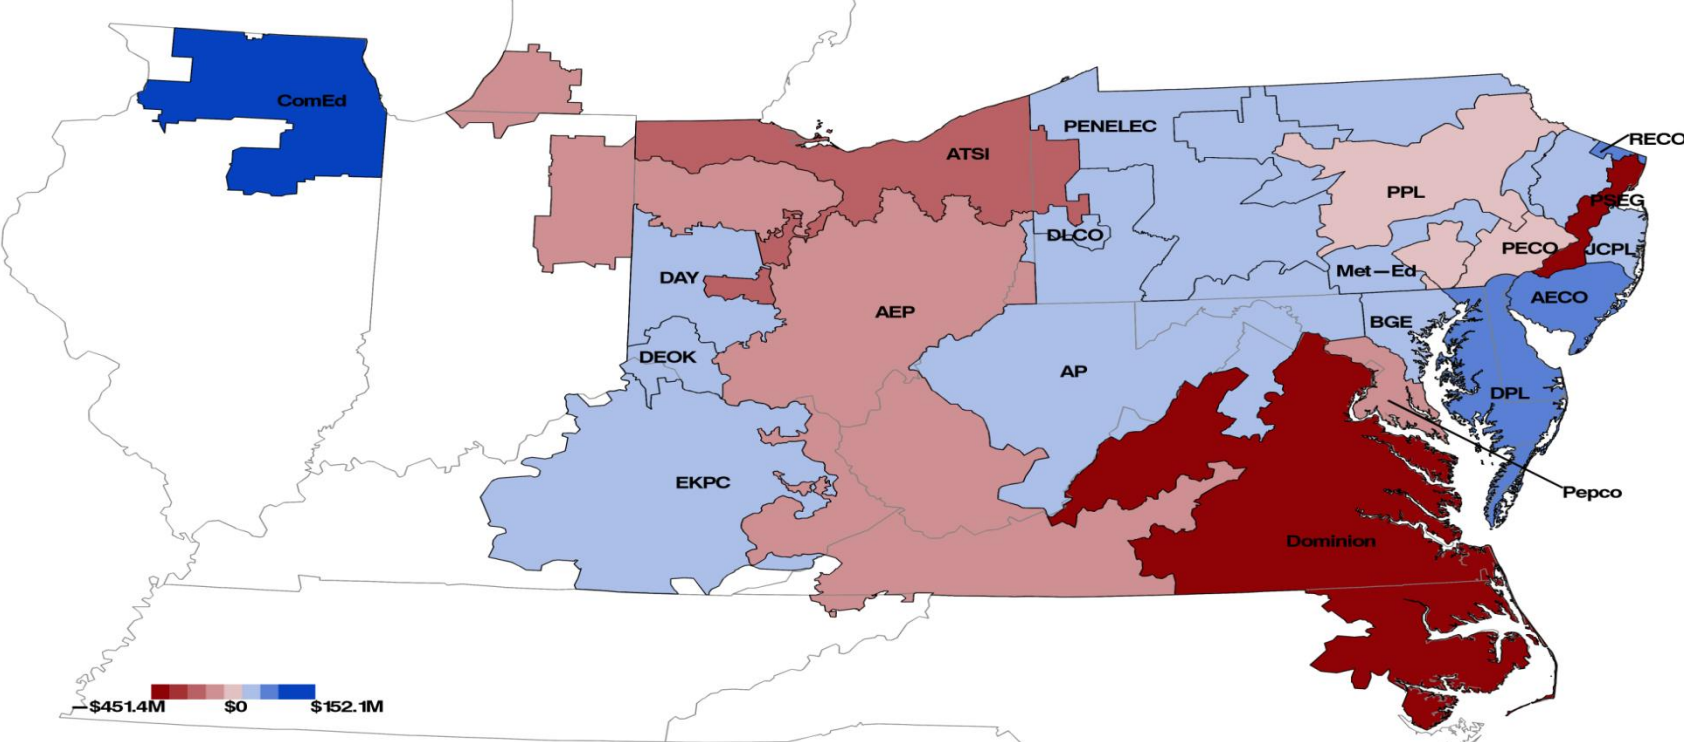 ComEd
PENELEC
RECO
ATSI
PPL
PSEG
DLCO
PECO
JCPL
Met—Ed
DAY
AECO
AEP
BGE
DEOK
AP
DPL
EKPC
Pepco
Dominion
—$451.4M $0 $152.1M